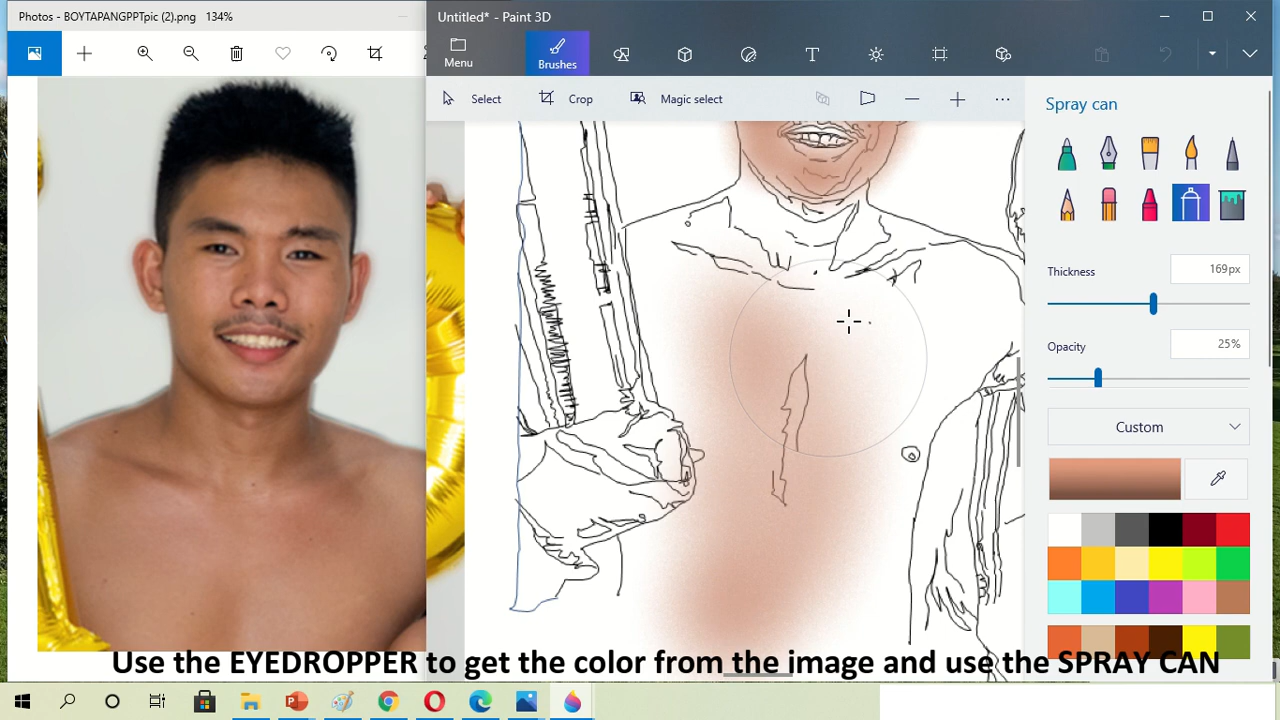 Photos - BOYTAPANGPPTpic (2).png 134%
Untitled* - Paint 3D
Menu
Brushes
Select
Crop
Magic select
Spray can
Thickness
169px
Opacity
25%
Custom
Use the EYEDROPPER to get the color from the image and use the SPRAY CAN